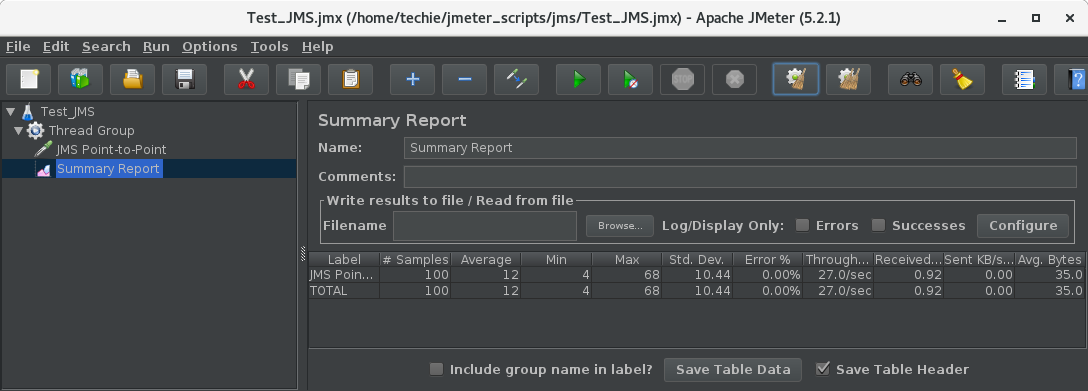 Test_JMS.jmx (/home/techie/jmeter_scripts/jms/Test_JMS.jmx) - Apache JMeter (5.2.1)
File Edit Search Run Options Tools Help
STOP
Test_JMS
Thread Group
JMS Point-to-Point
Summary Report
Summary Report
Name: Summary Report
Comments:
Write results to file / Read from file
Filename Browse... Log/Display Only: Errors Successes Configure
Label # Samples Average Min Max Std. Dev. Error % Through... Received... Sent KB/s... Avg. Bytes
JMS Poin... 100 12 4 68 10.44 0.00% 27.0/sec 0.92 0.00 35.0
TOTAL 100 12 4 68 10.44 0.00% 27.0/sec 0.92 0.00 35.0
Include group name in label? Save Table Data Save Table Header